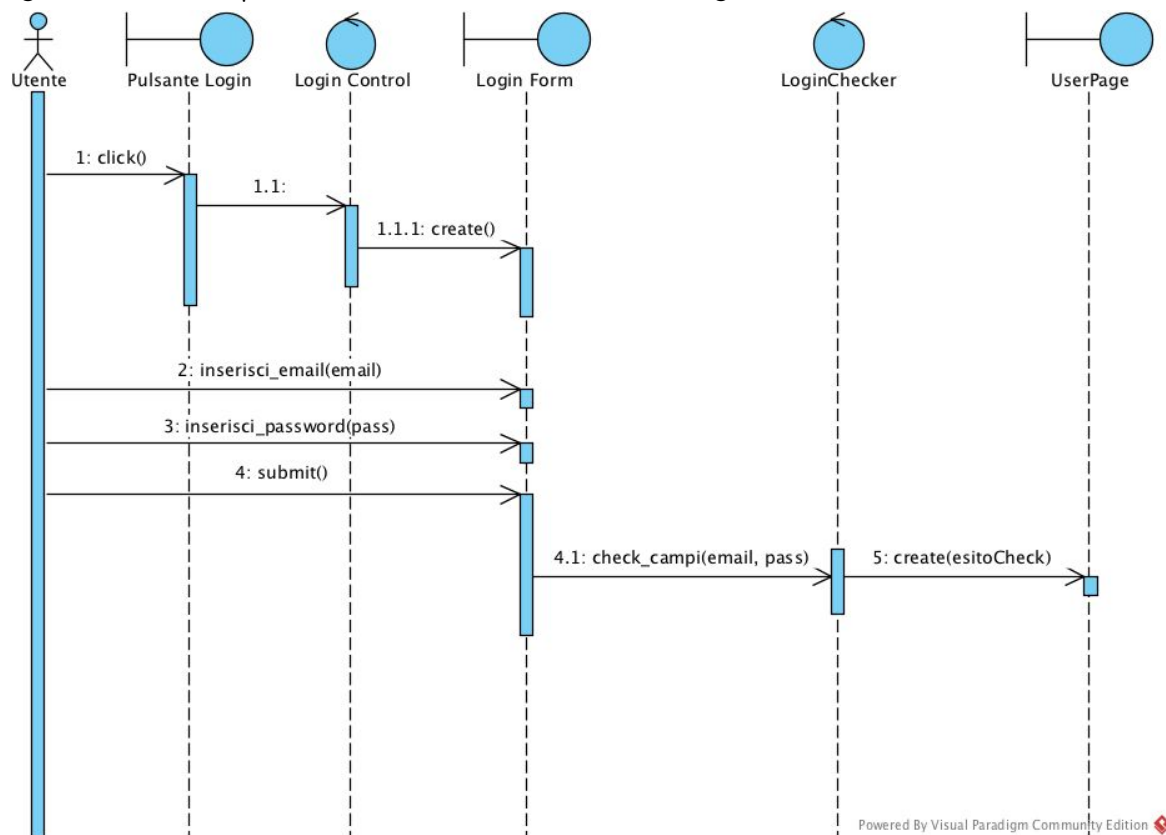 Utente
Pulsante Login
Login Control
Login Form
LoginChecker
UserPage
1: click()
1.1:
1.1.1: create()
2: inserisci_email(email)
3: inserisci_password(pass)
4: submit()
4.1: check_campi(email, pass)
5: create(esitoCheck)
Powered By Visual Paradigm Community Edition